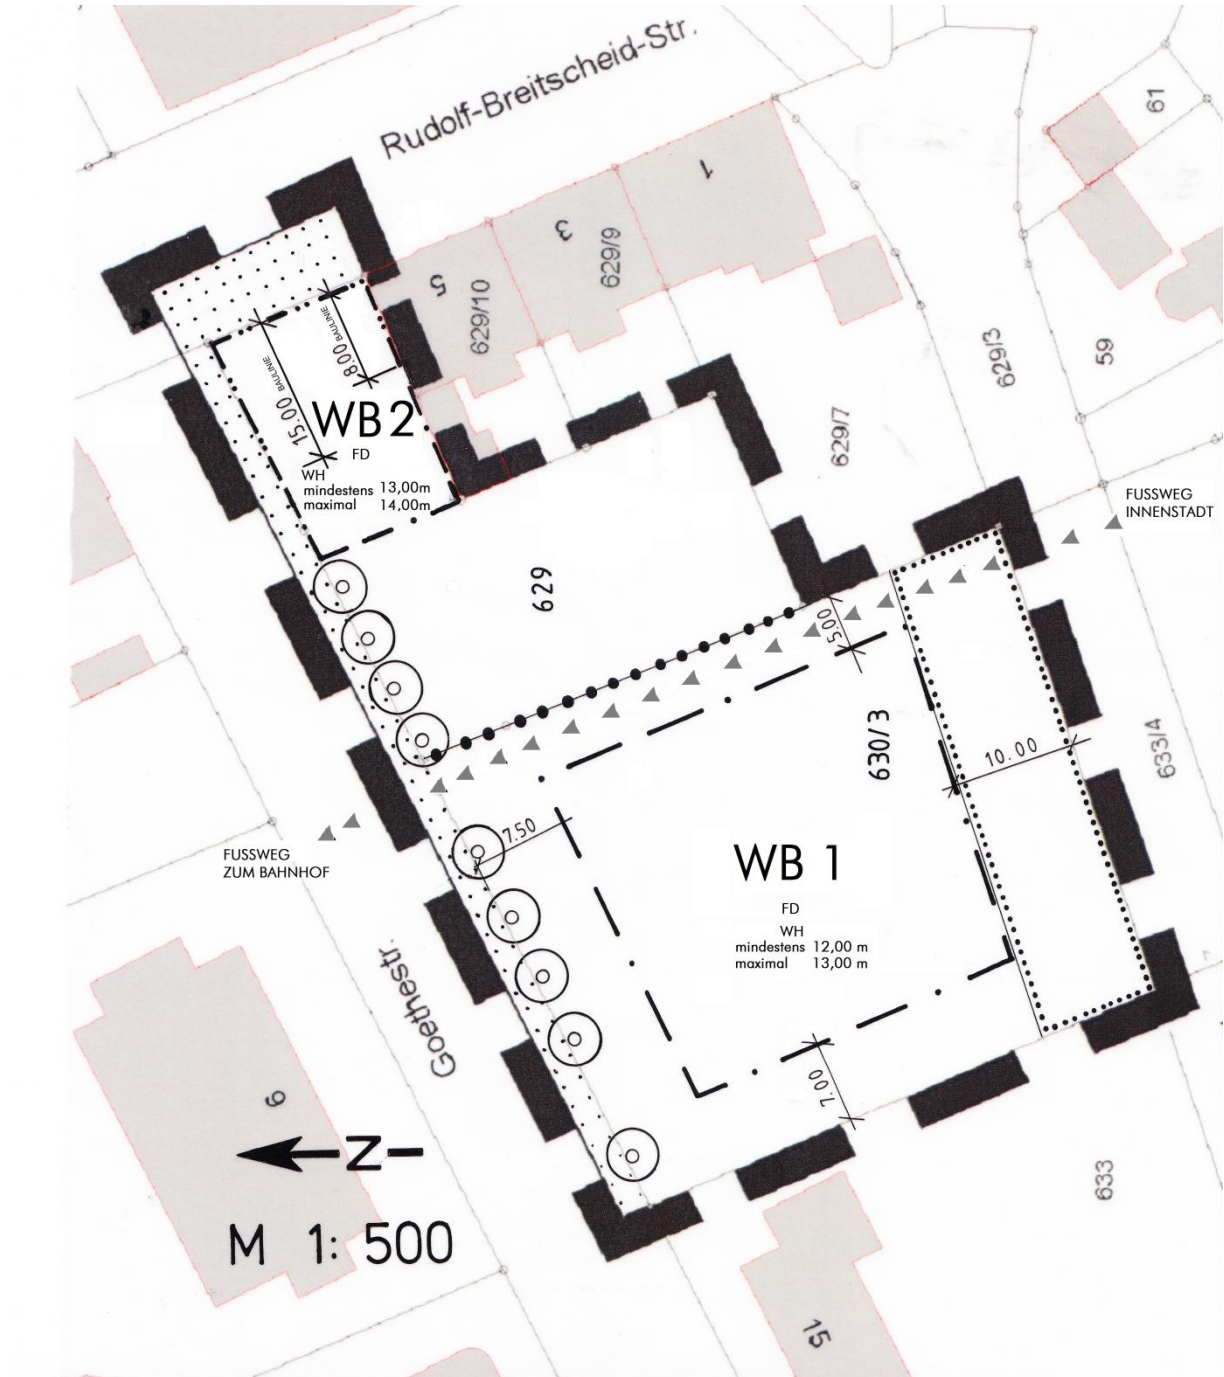 Rudolf-Breitscheid-Str.
61
1
3
629/9
5
629/10
629/3
59
629/7
8.00 BAULINIE
15.00 BAULINIE
WB 2
FD
WH
mindestens 13,00m
maximal 14,00m
FUSSWEG
INNENSTADT
629
5.00
630/3
633/4
10.00
7.50
FUSSWEG
ZUM BAHNHOF
WB 1
FD
WH
mindestens 12,00 m
maximal 13,00 m
Goethestr.
7.00
6
N
M 1: 500
633
15